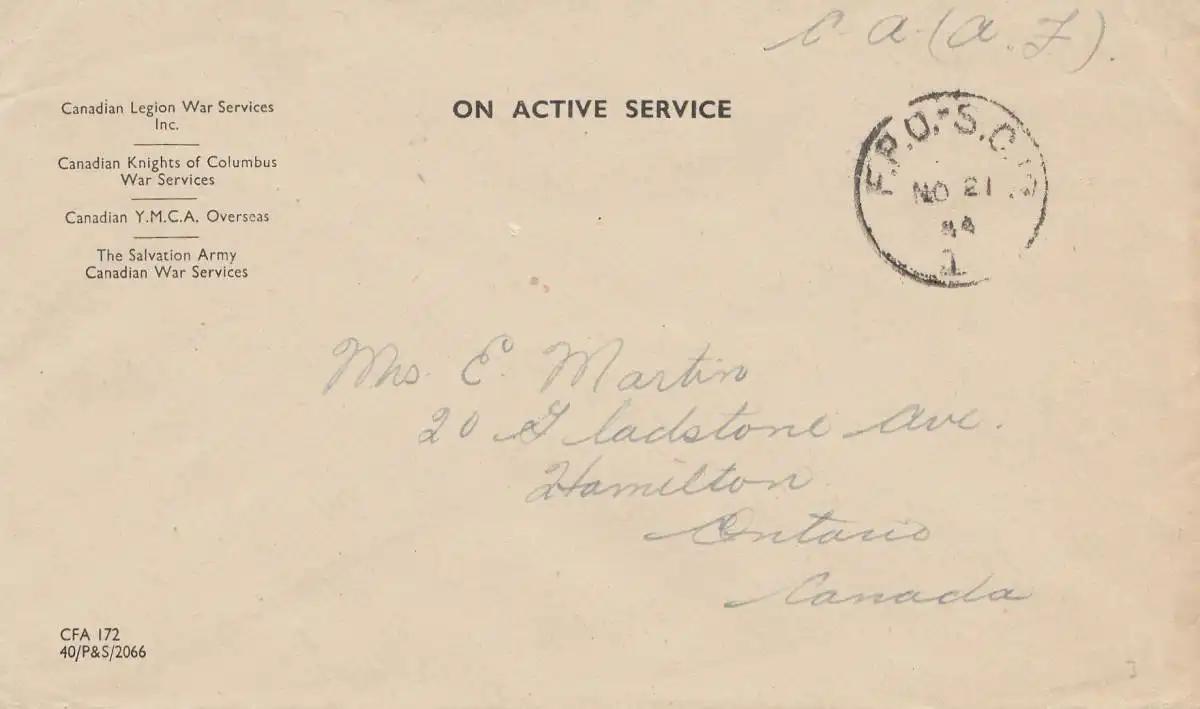 C. A. (A. F).
Canadian Legion War Services
Inc.
Canadian Knights of Columbus
War Services
Canadian Y.M.C.A. Overseas
The Salvation Army
Canadian War Services
ON ACTIVE SERVICE
F.P.O.-S.C.
NO 21
44
1
Mrs. E. Martin
20 Gladstone Ave.
Hamilton
Ontario
Canada
CFA 172
40/P&S/2066